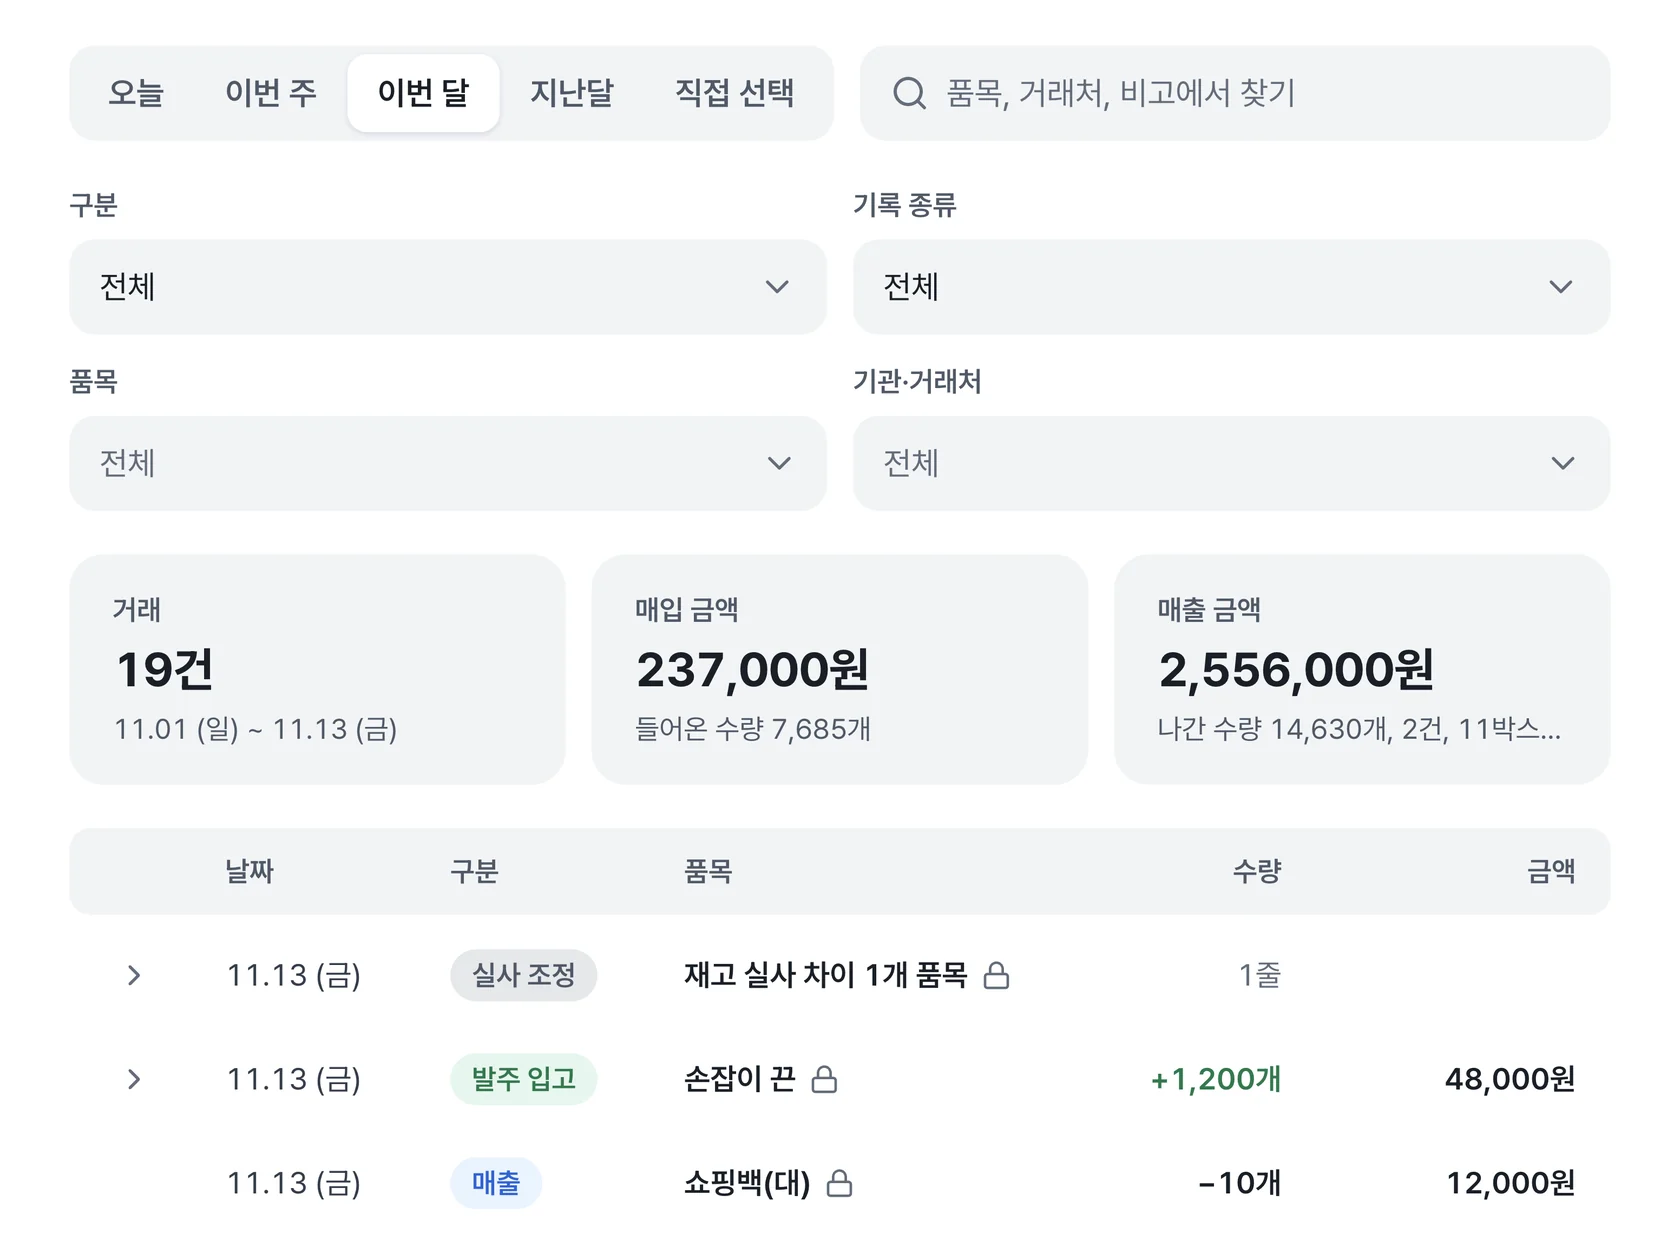 오늘 이번 주 이번 달 지난달 직접 선택 품목, 거래처, 비고에서 찾기
구분 기록 종류
전체 전체
품목 기관·거래처
전체 전체
거래 매입 금액 매출 금액
19건 237,000원 2,556,000원
11.01 (일) ~ 11.13 (금) 들어온 수량 7,685개 나간 수량 14,630개, 2건, 11박스...
날짜 구분 품목 수량 금액
11.13 (금) 실사 조정 재고 실사 차이 1개 품목 1줄
11.13 (금) 발주 입고 손잡이 끈 +1,200개 48,000원
11.13 (금) 매출 쇼핑백(대) −10개 12,000원